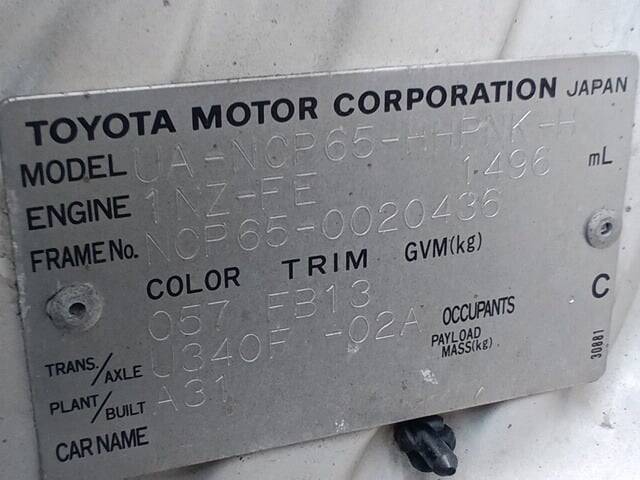 TOYOTA MOTOR CORPORATION JAPAN
MODEL UA-NCP65-HHPNK-H
ENGINE 1NZ-FE 1496 mL
FRAME No. NCP65-0020436
COLOR TRIM GVM(kg)
057 FB13
TRANS./AXLE U340F -02A OCCUPANTS
PAYLOAD MASS(kg)
PLANT/BUILT A31
CAR NAME
C
30881